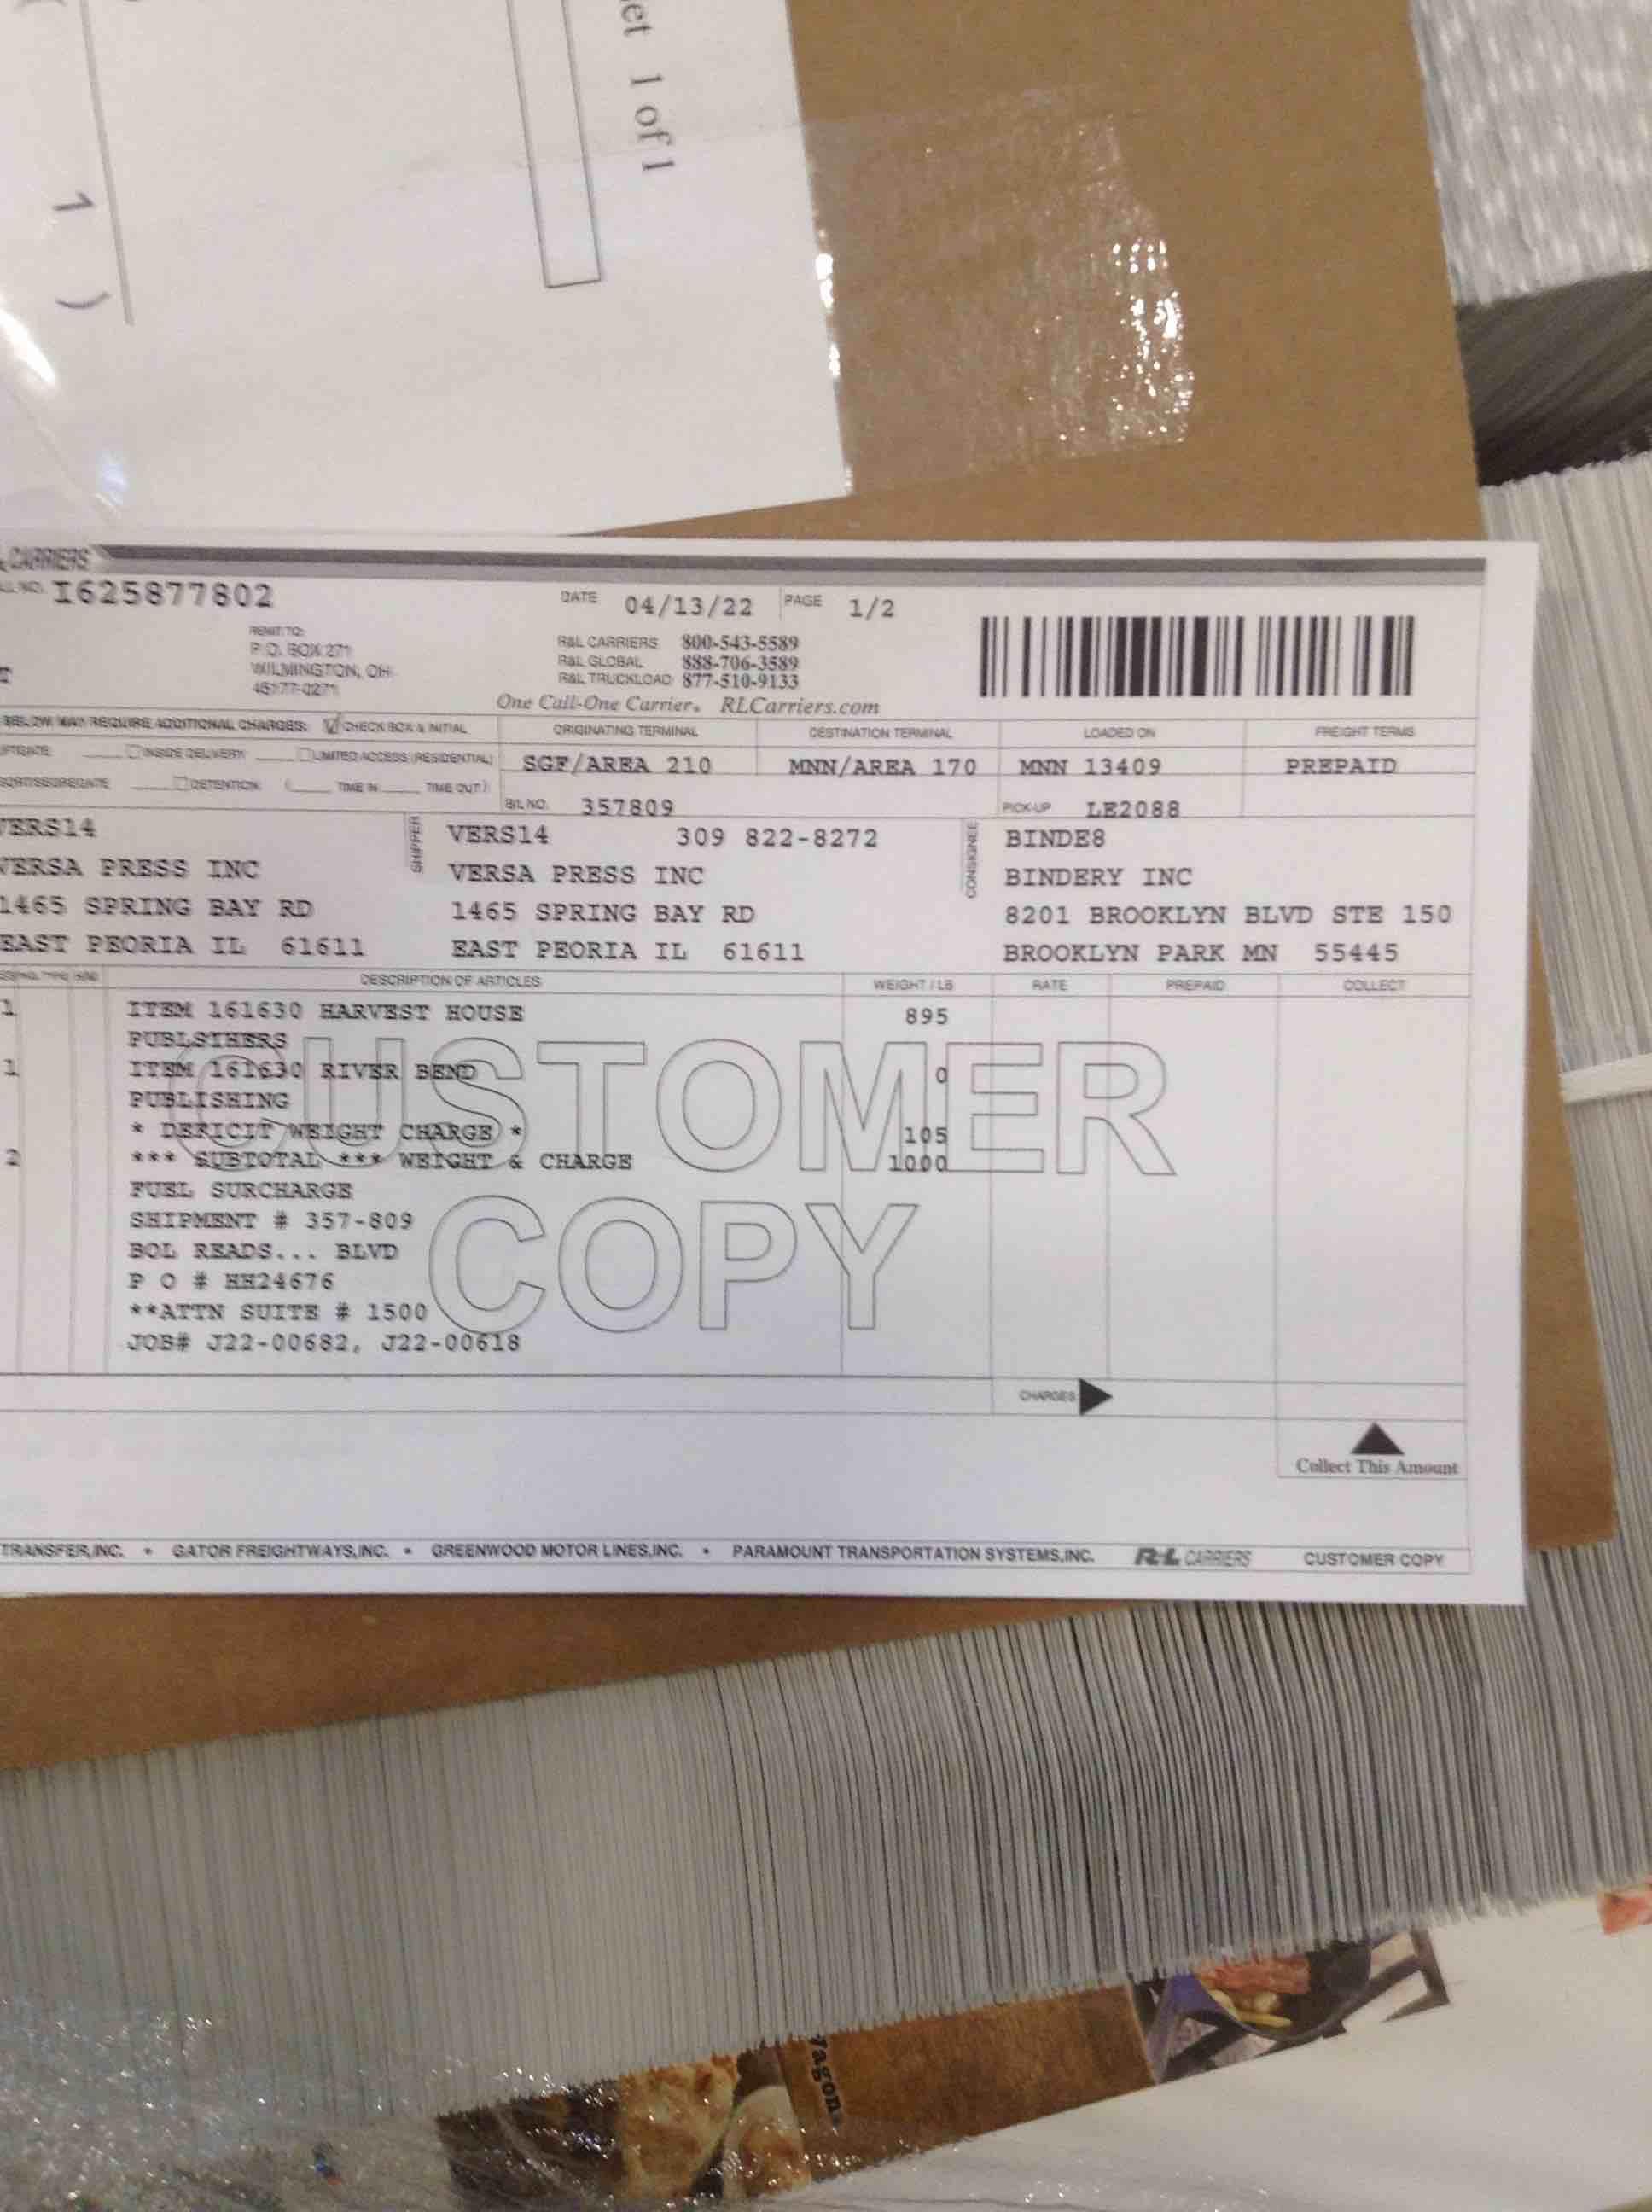 et 1 of 1
1 )
CARRIERS
I625877802
DATE 04/13/22 PAGE 1/2
REMIT TO:
P.O. BOX 271
WILMINGTON, OH
45177-0271
R&L CARRIERS 800-543-5589
R&L GLOBAL 888-706-3589
R&L TRUCKLOAD 877-510-9133
One Call-One Carrier. RLCarriers.com
BELOW MAY REQUIRE ADDITIONAL CHARGES: CHECK BOX & INITIAL
ORIGINATING TERMINAL DESTINATION TERMINAL LOADED ON FREIGHT TERMS
INSIDE DELIVERY LIMITED ACCESS (RESIDENTIAL)
SGF/AREA 210 MNN/AREA 170 MNN 13409 PREPAID
DETENTION ( TIME IN TIME OUT)
B/L NO. 357809 PICK-UP LE2088
VERS14 SHIPPER VERS14 309 822-8272 CONSIGNEE BINDE8
VERSA PRESS INC VERSA PRESS INC BINDERY INC
1465 SPRING BAY RD 1465 SPRING BAY RD 8201 BROOKLYN BLVD STE 150
EAST PEORIA IL 61611 EAST PEORIA IL 61611 BROOKLYN PARK MN 55445
DESCRIPTION OF ARTICLES WEIGHT / LB RATE PREPAID COLLECT
1 ITEM 161630 HARVEST HOUSE 895
PUBLSIHERS
1 ITEM 161630 RIVER BEND 0
PUBLISHING
* DEFICIT WEIGHT CHARGE * 105
2 *** SUBTOTAL *** WEIGHT & CHARGE 1000
FUEL SURCHARGE
SHIPMENT # 357-809
BOL READS... BLVD
P O # HH24676
**ATTN SUITE # 1500
JOB# J22-00682, J22-00618
CUSTOMER
COPY
CHARGES
Collect This Amount
TRANSFER,INC. • GATOR FREIGHTWAYS,INC. • GREENWOOD MOTOR LINES,INC. • PARAMOUNT TRANSPORTATION SYSTEMS,INC. R+L CARRIERS CUSTOMER COPY